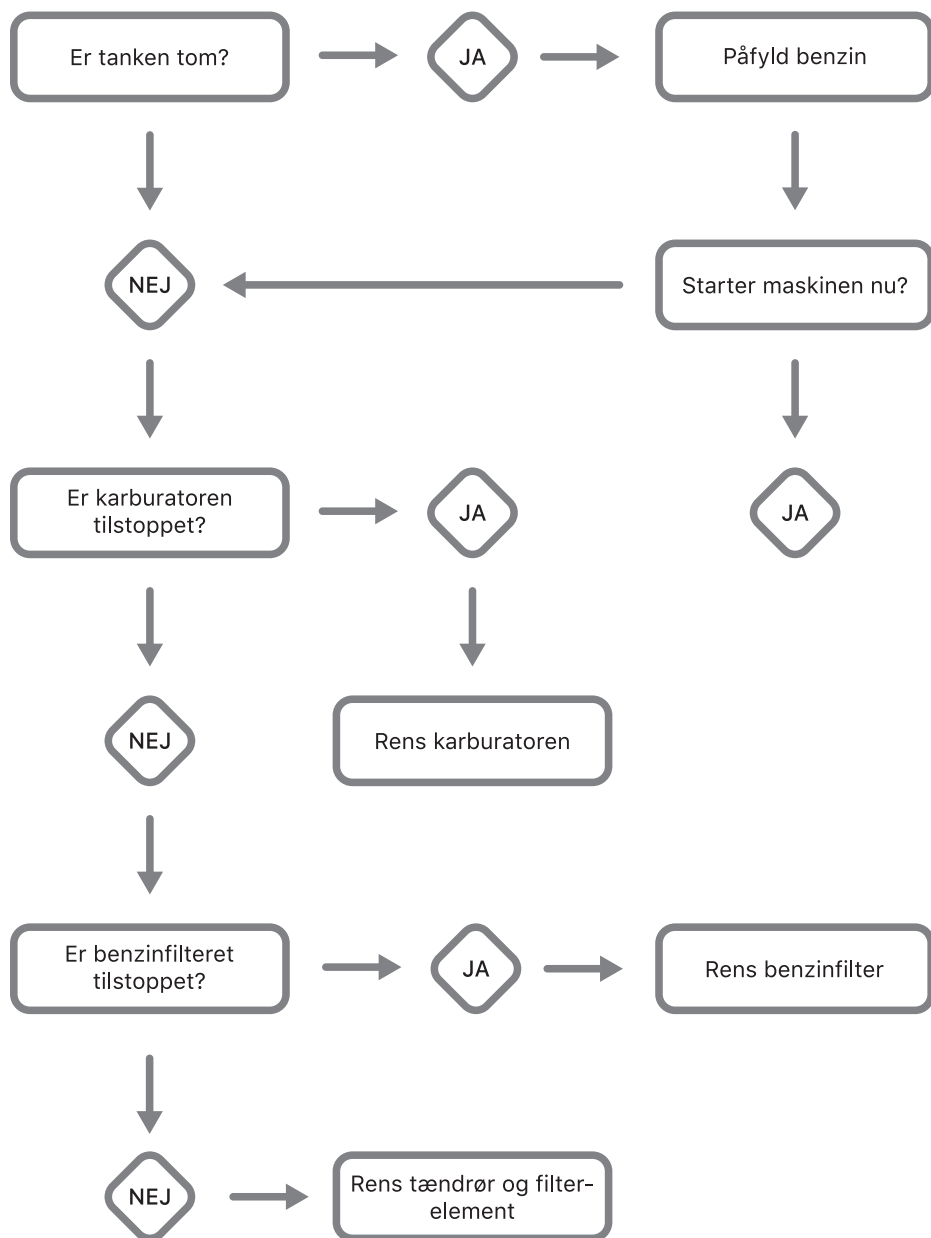 Er tanken tom?
JA
Påfyld benzin
NEJ
Starter maskinen nu?
Er karburatoren
tilstoppet?
JA
JA
NEJ
Rens karburatoren
Er benzinfilteret
tilstoppet?
JA
Rens benzinfilter
NEJ
Rens tændrør og filter-
element